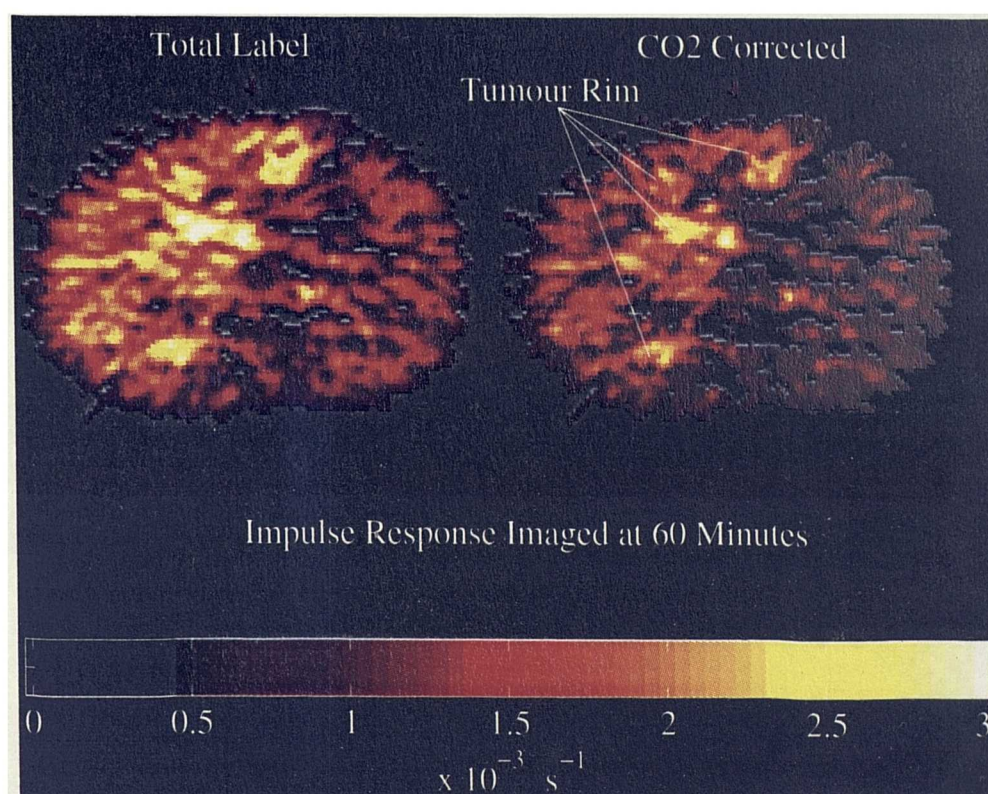 Total Label
CO2 Corrected
Tumour Rim
Impulse Response Imaged at 60 Minutes
0 0.5 1 1.5 2 2.5 3
x 10⁻³ s⁻¹